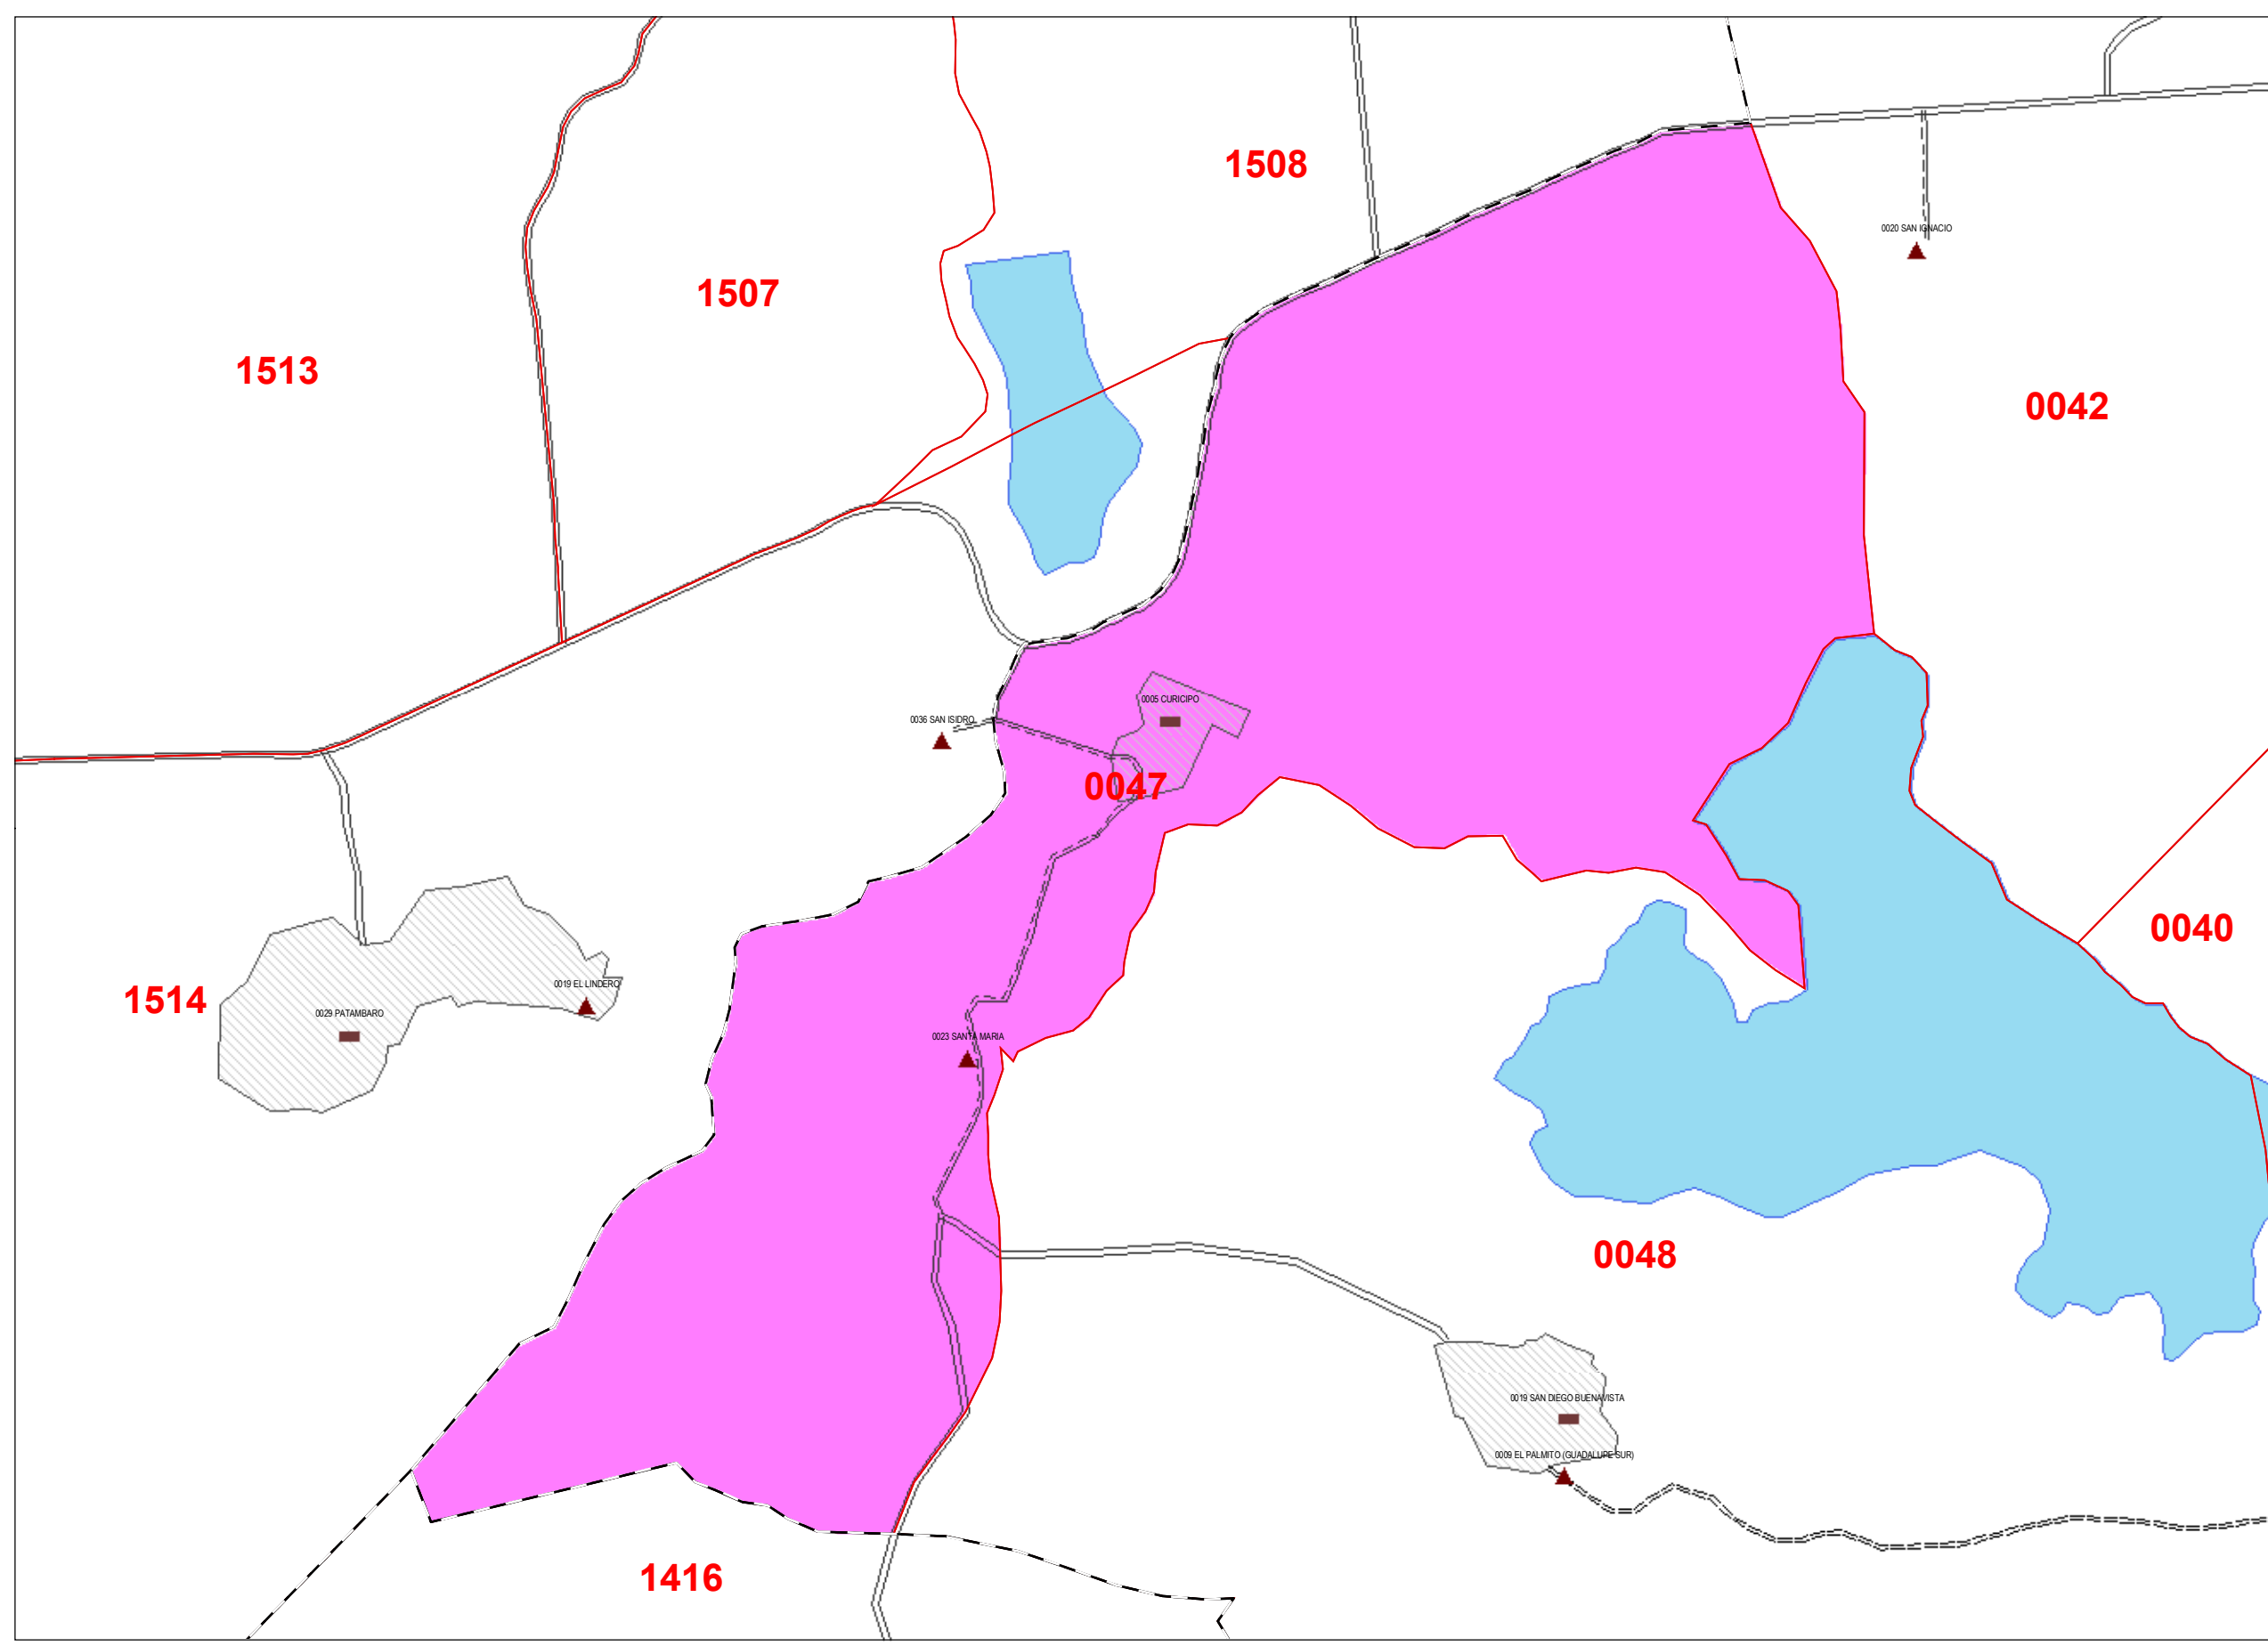 1508
0020 SAN IGNACIO
1507
1513
0042
0005 CURICIPO
0036 SAN ISIDRO
0047
0040
0019 EL LINDERO
1514
0029 PATAMBARO
0023 SANTA MARIA
0048
0019 SAN DIEGO BUENAVISTA
0009 EL PALMITO (GUADALUPE SUR)
1416